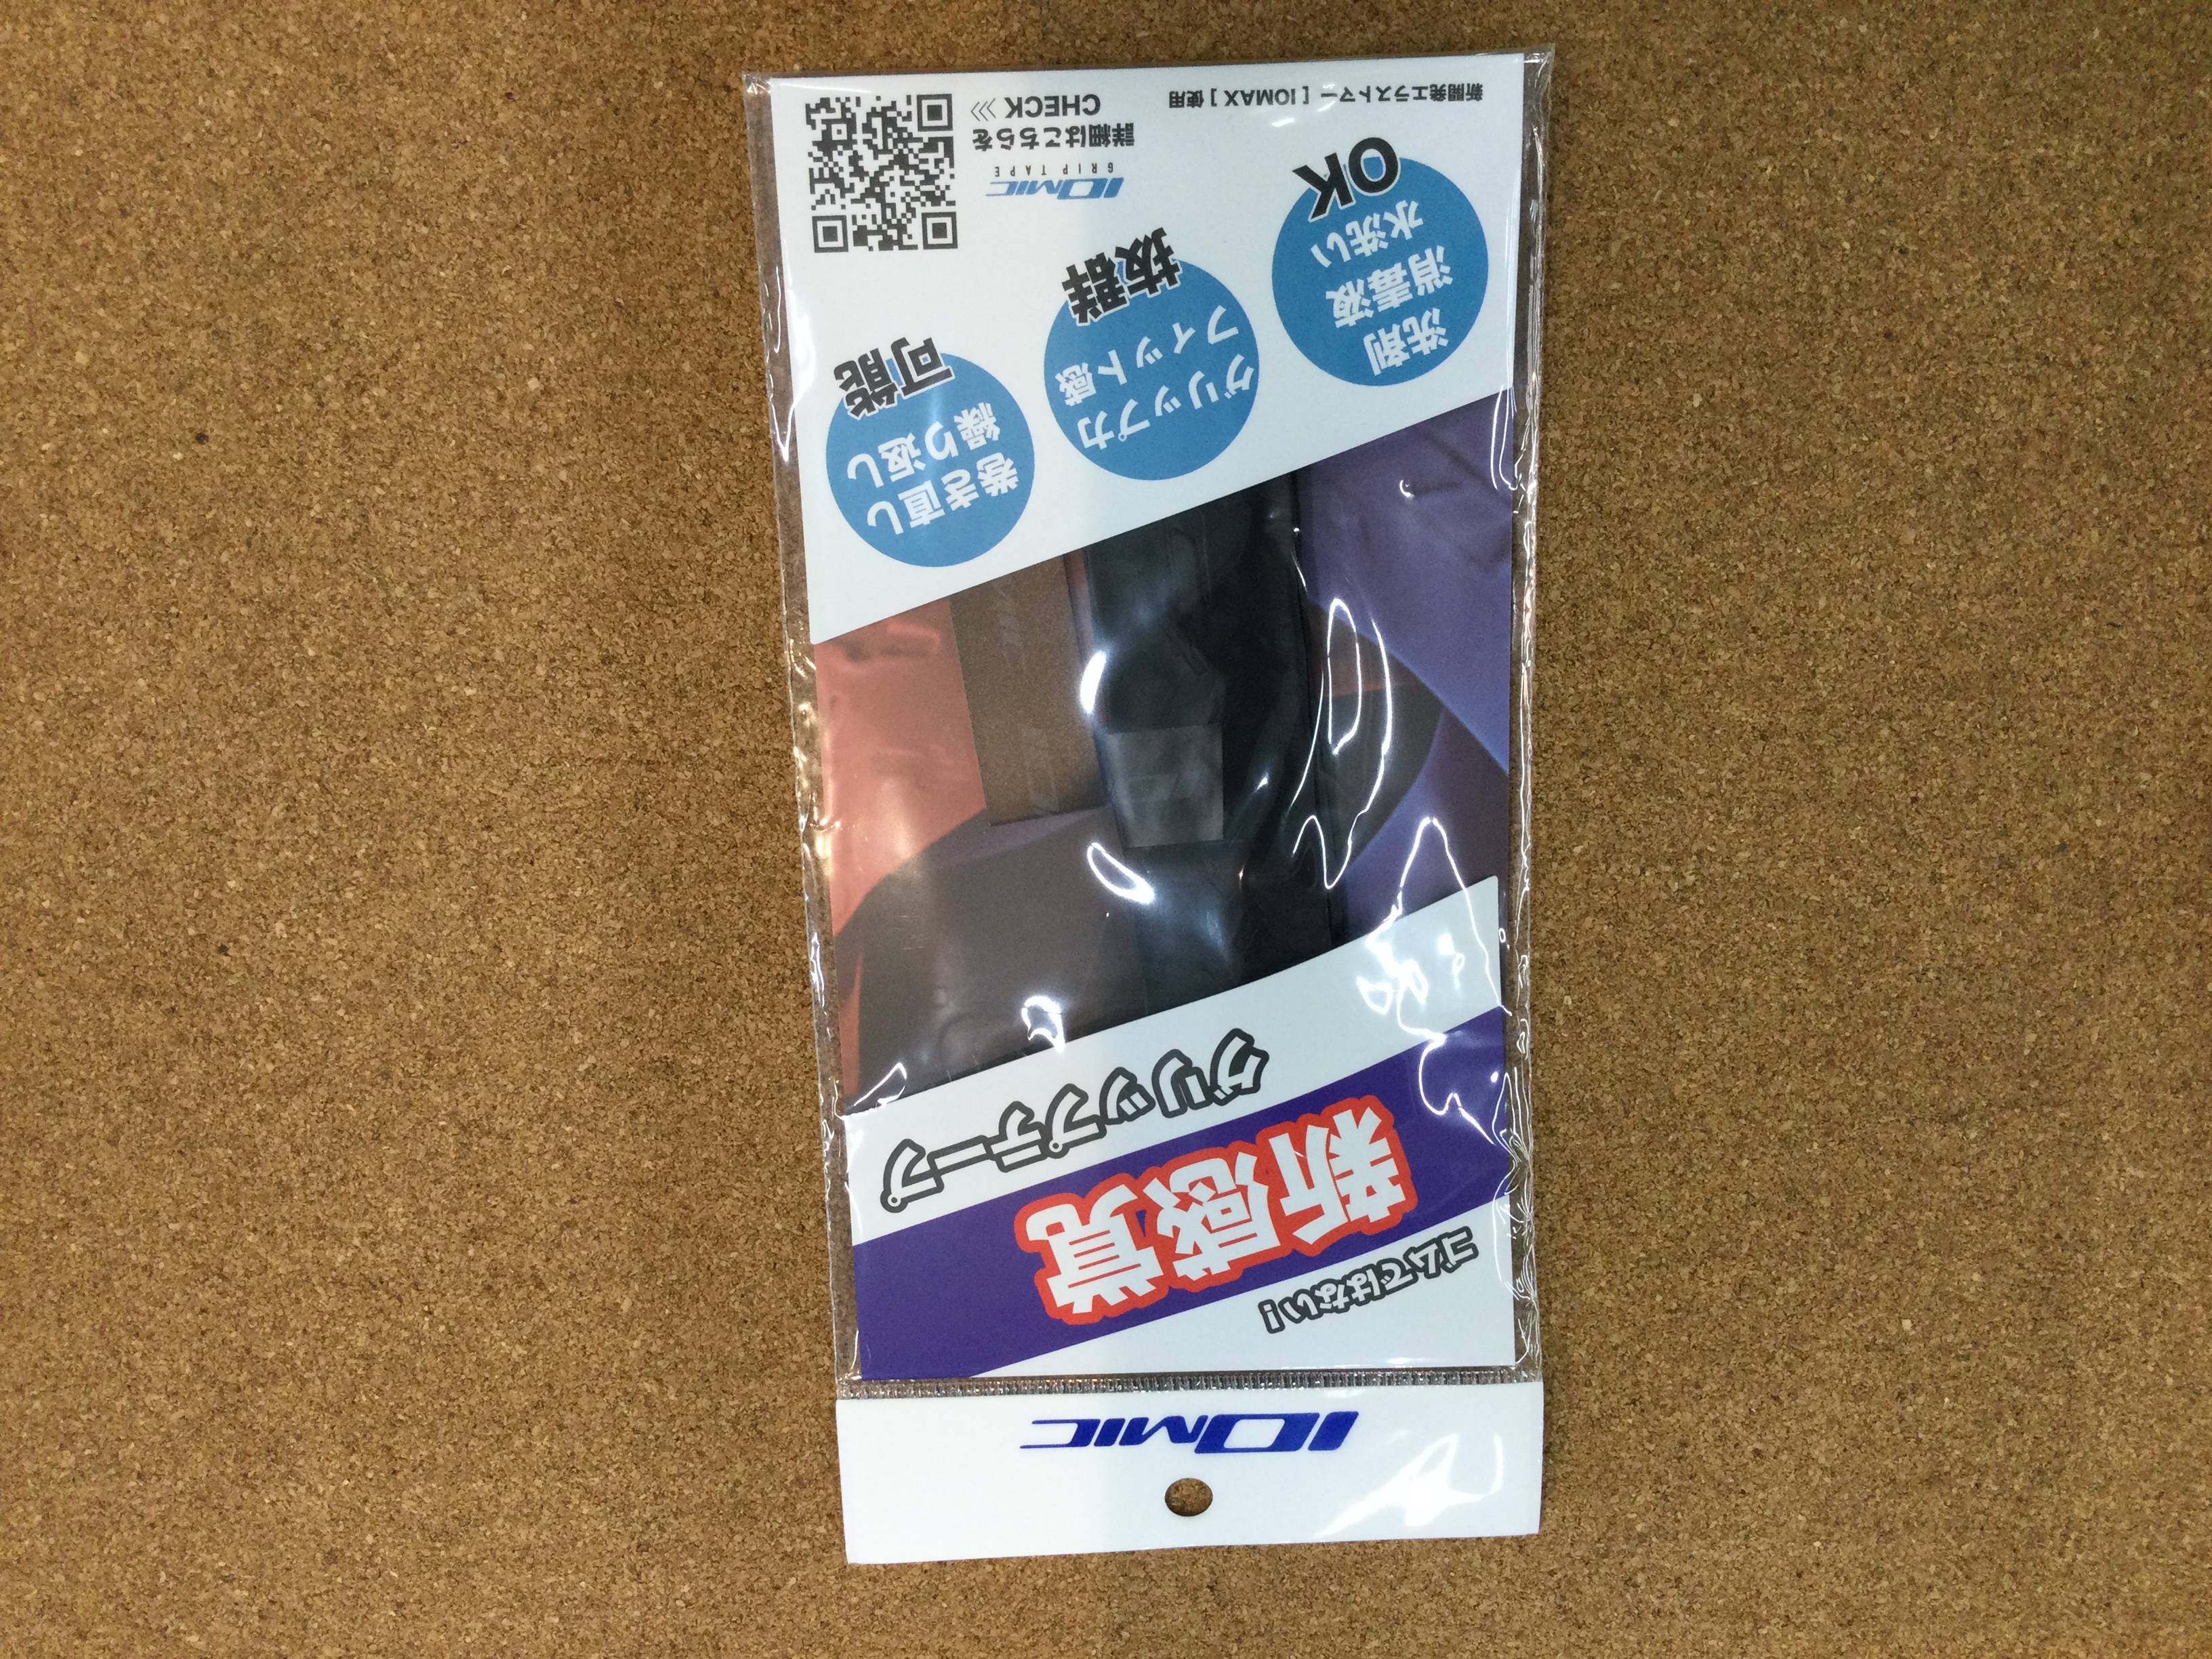 IOMIC
ゴムではない!
新感覚
グリップテープ
洗剤
消毒液
水洗い
OK
グリップ力
フィット感
抜群
巻き直し
繰り返し
可能
新開発エラストマー [ IOMAX ] 使用
IOMIC
GRIP TAPE
詳細はこちらを
CHECK >>>